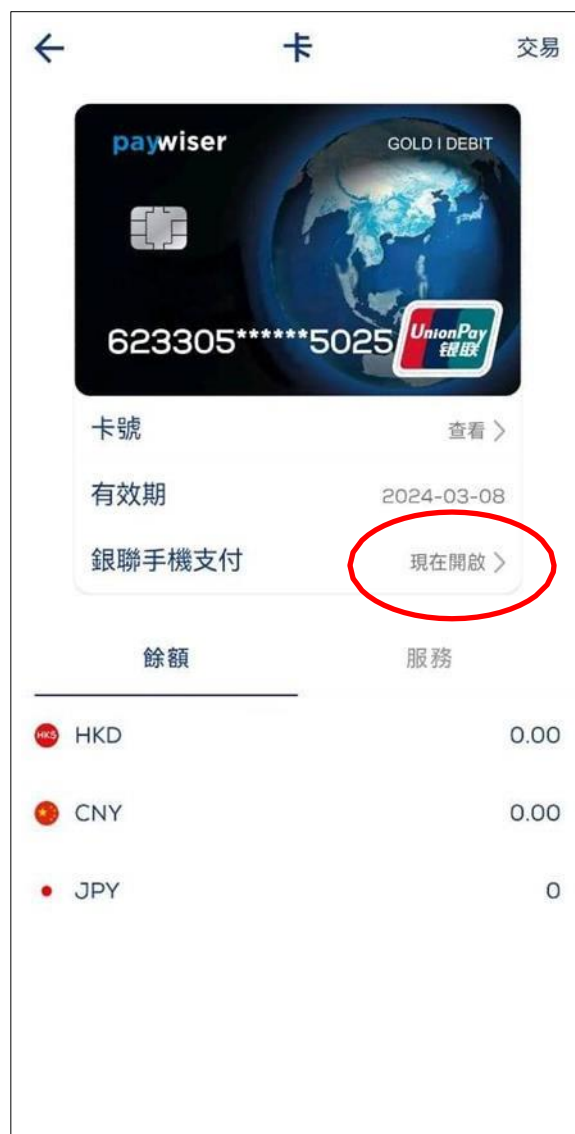 卡
交易
paywiser
GOLD | DEBIT
623305******5025
UnionPay
银联
卡號
查看
有效期
2024-03-08
銀聯手機支付
現在開啟
餘額
服務
HK$
HKD
0.00
CNY
0.00
JPY
0